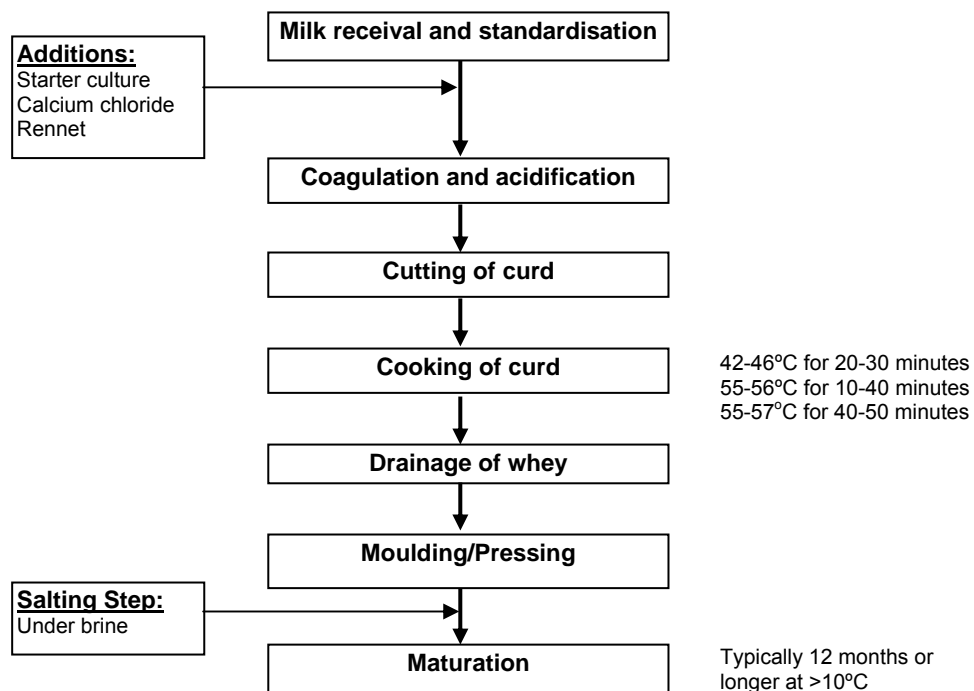 Milk receival and standardisation
Additions:
Starter culture
Calcium chloride
Rennet
Coagulation and acidification
Cutting of curd
Cooking of curd
42-46ºC for 20-30 minutes
55-56ºC for 10-40 minutes
55-57°C for 40-50 minutes
Drainage of whey
Moulding/Pressing
Salting Step:
Under brine
Maturation
Typically 12 months or
longer at >10ºC